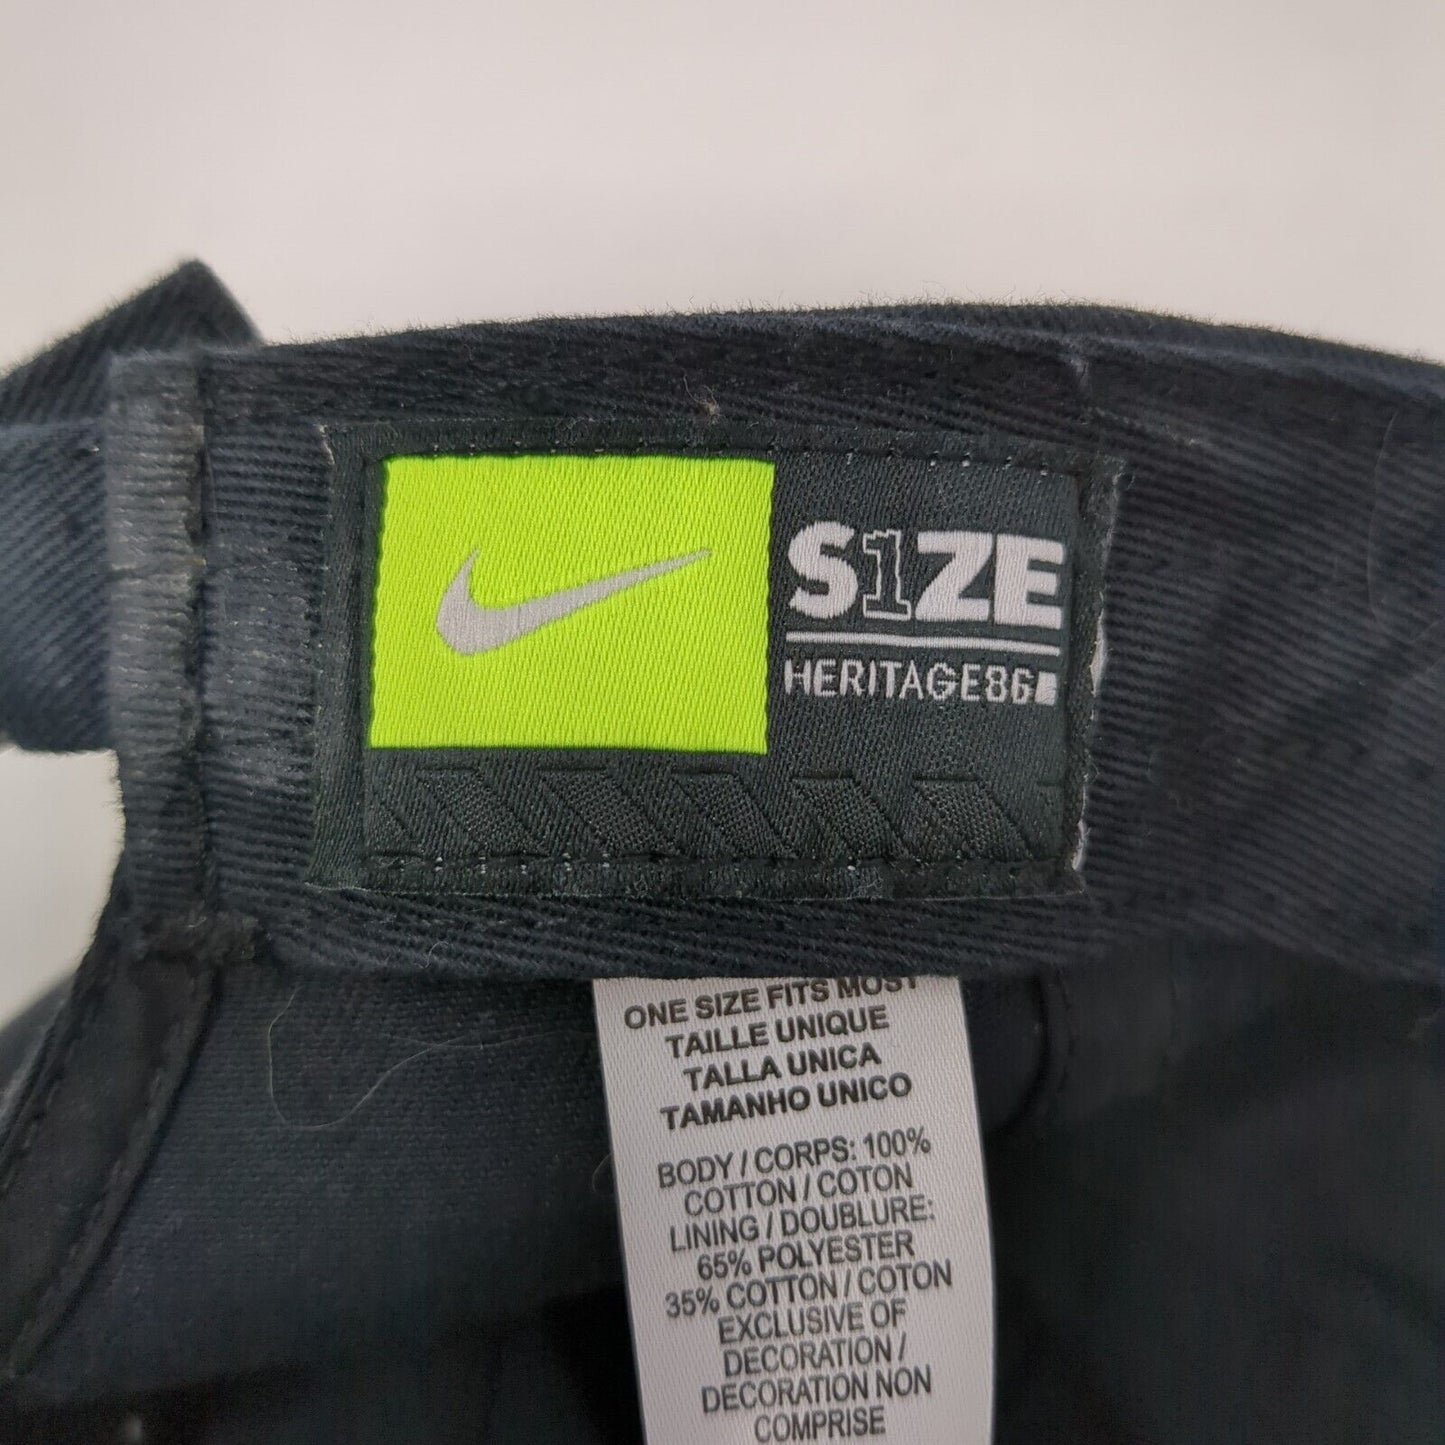 S1ZE
HERITAGE86
ONE SIZE FITS MOST
TAILLE UNIQUE
TALLA UNICA
TAMANHO UNICO
BODY / CORPS: 100%
COTTON / COTON
LINING / DOUBLURE:
65% POLYESTER
35% COTTON / COTON
EXCLUSIVE OF
DECORATION /
DECORATION NON
COMPRISE